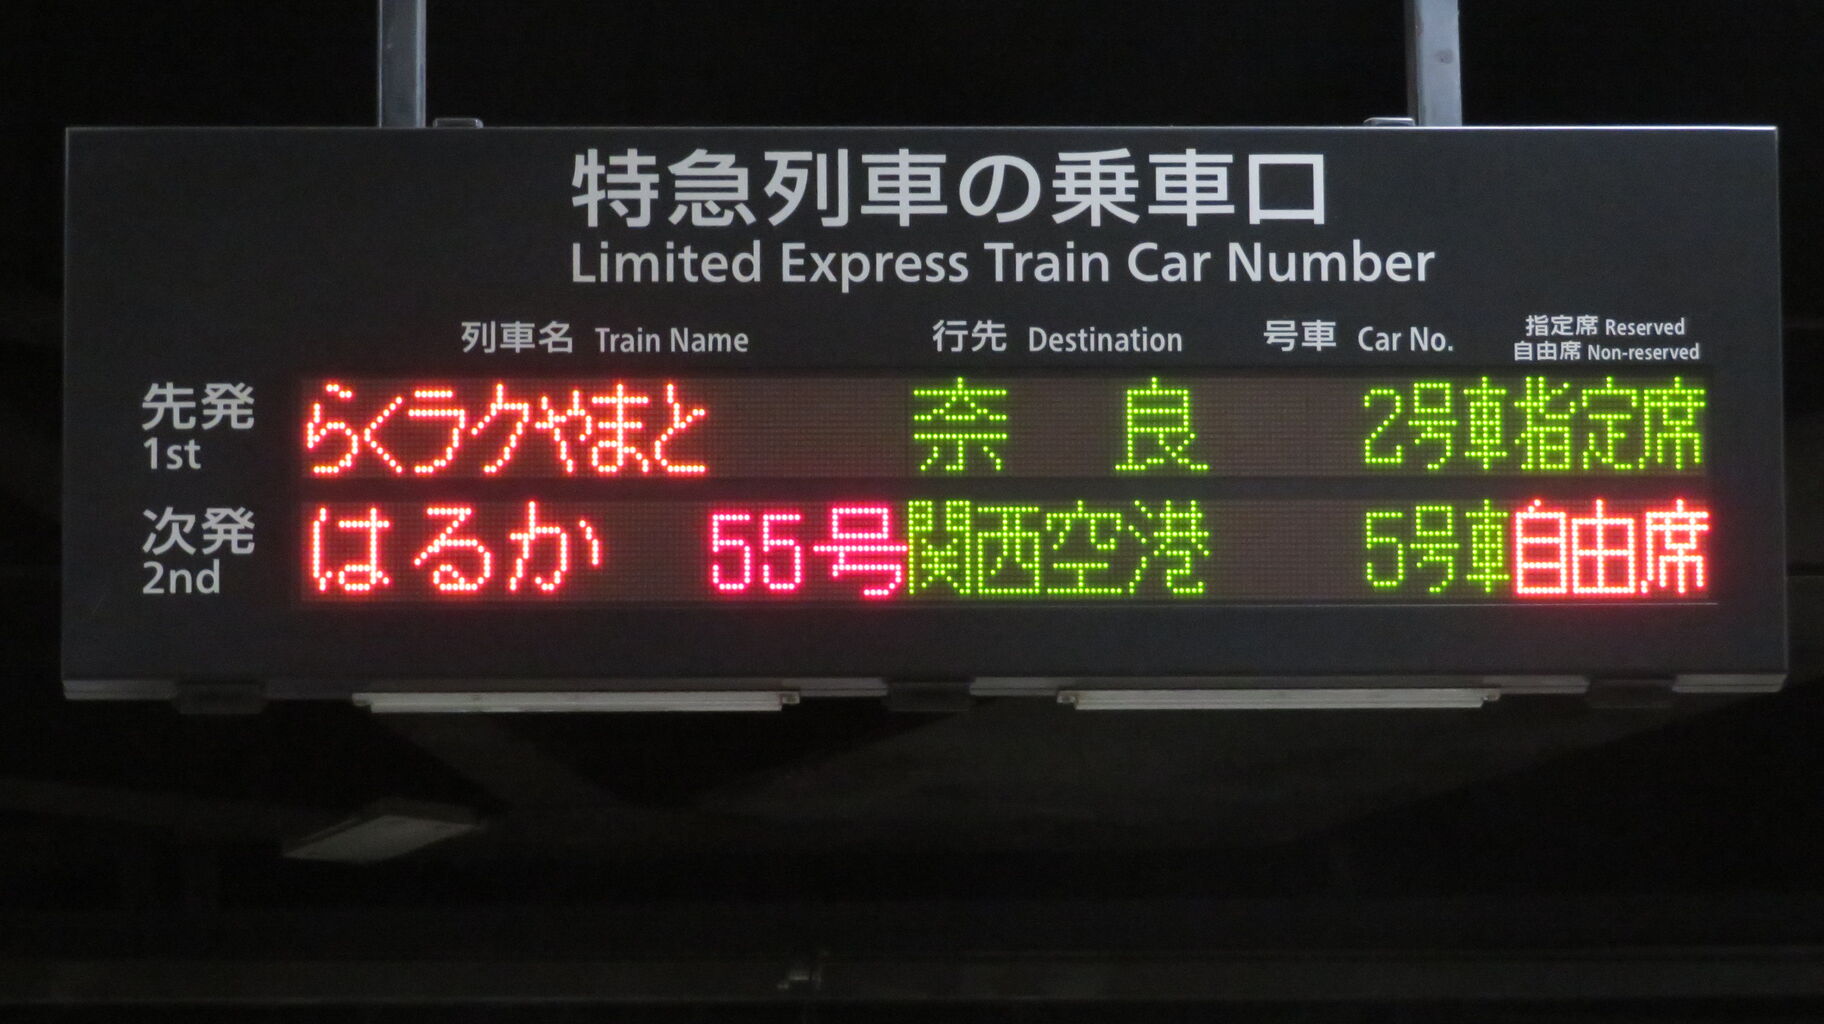 特急列車の乗車口
Limited Express Train Car Number
列車名 Train Name 行先 Destination 号車 Car No. 指定席 Reserved
自由席 Non-reserved
先発 らくラクやまと 奈良 2号車 指定席
1st
次発 はるか 55号 関西空港 5号車 自由席
2nd